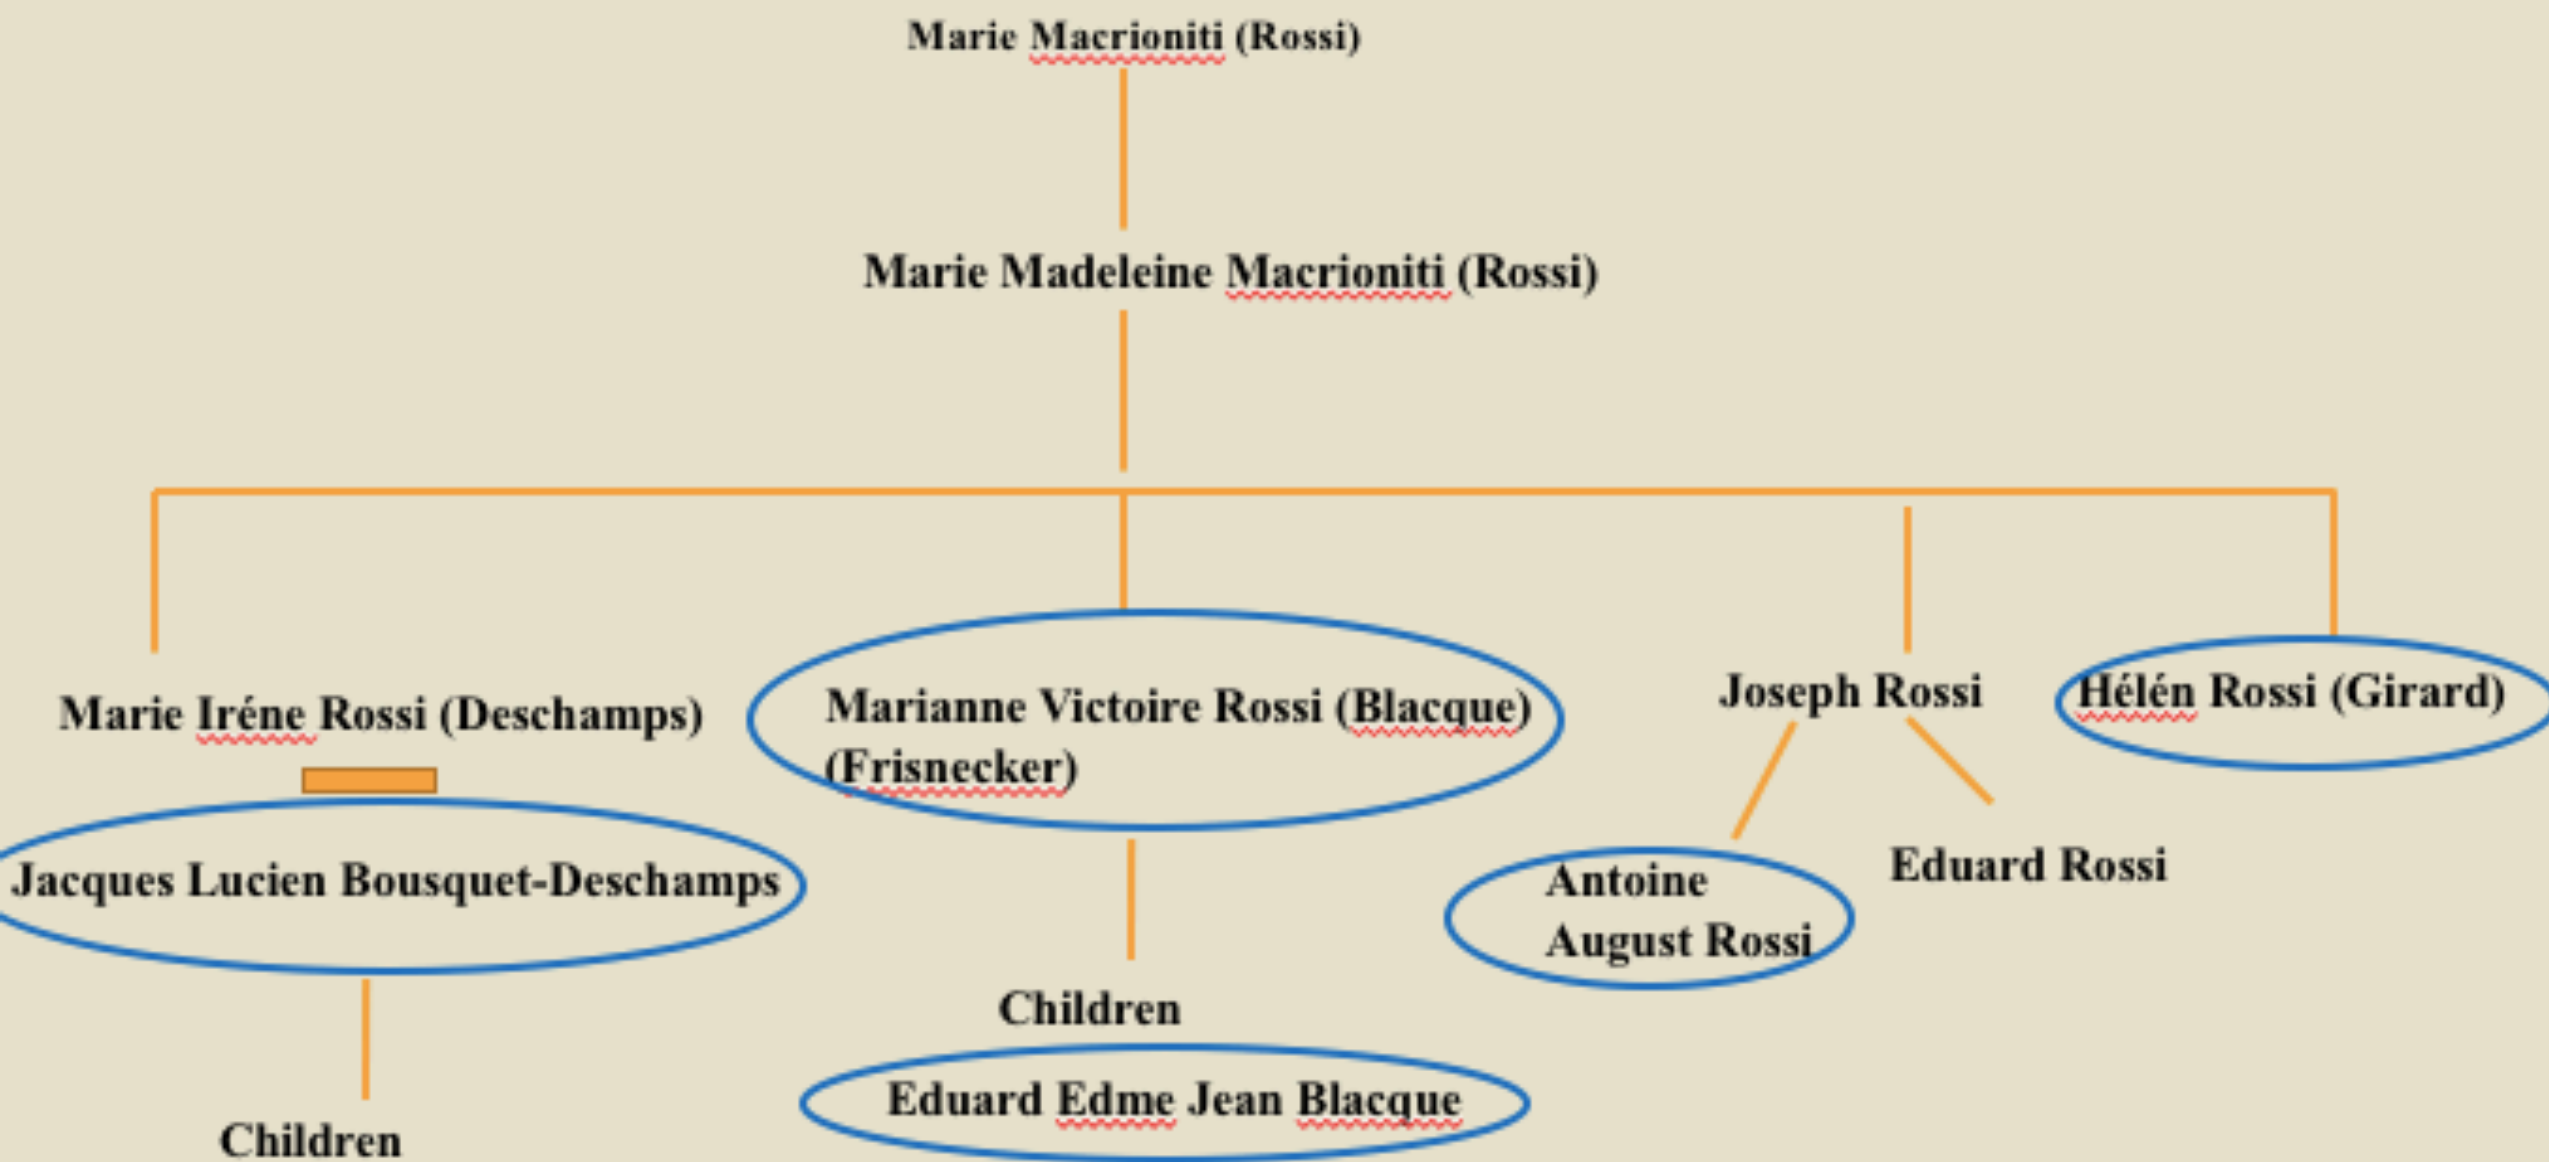 Marie Macrioniti (Rossi)
Marie Madeleine Macrioniti (Rossi)
Marie Iréne Rossi (Deschamps)
Jacques Lucien Bousquet-Deschamps
Children
Marianne Victoire Rossi (Blacque)
(Frisnecker)
Children
Eduard Edme Jean Blacque
Joseph Rossi
Antoine
August Rossi
Eduard Rossi
Hélén Rossi (Girard)